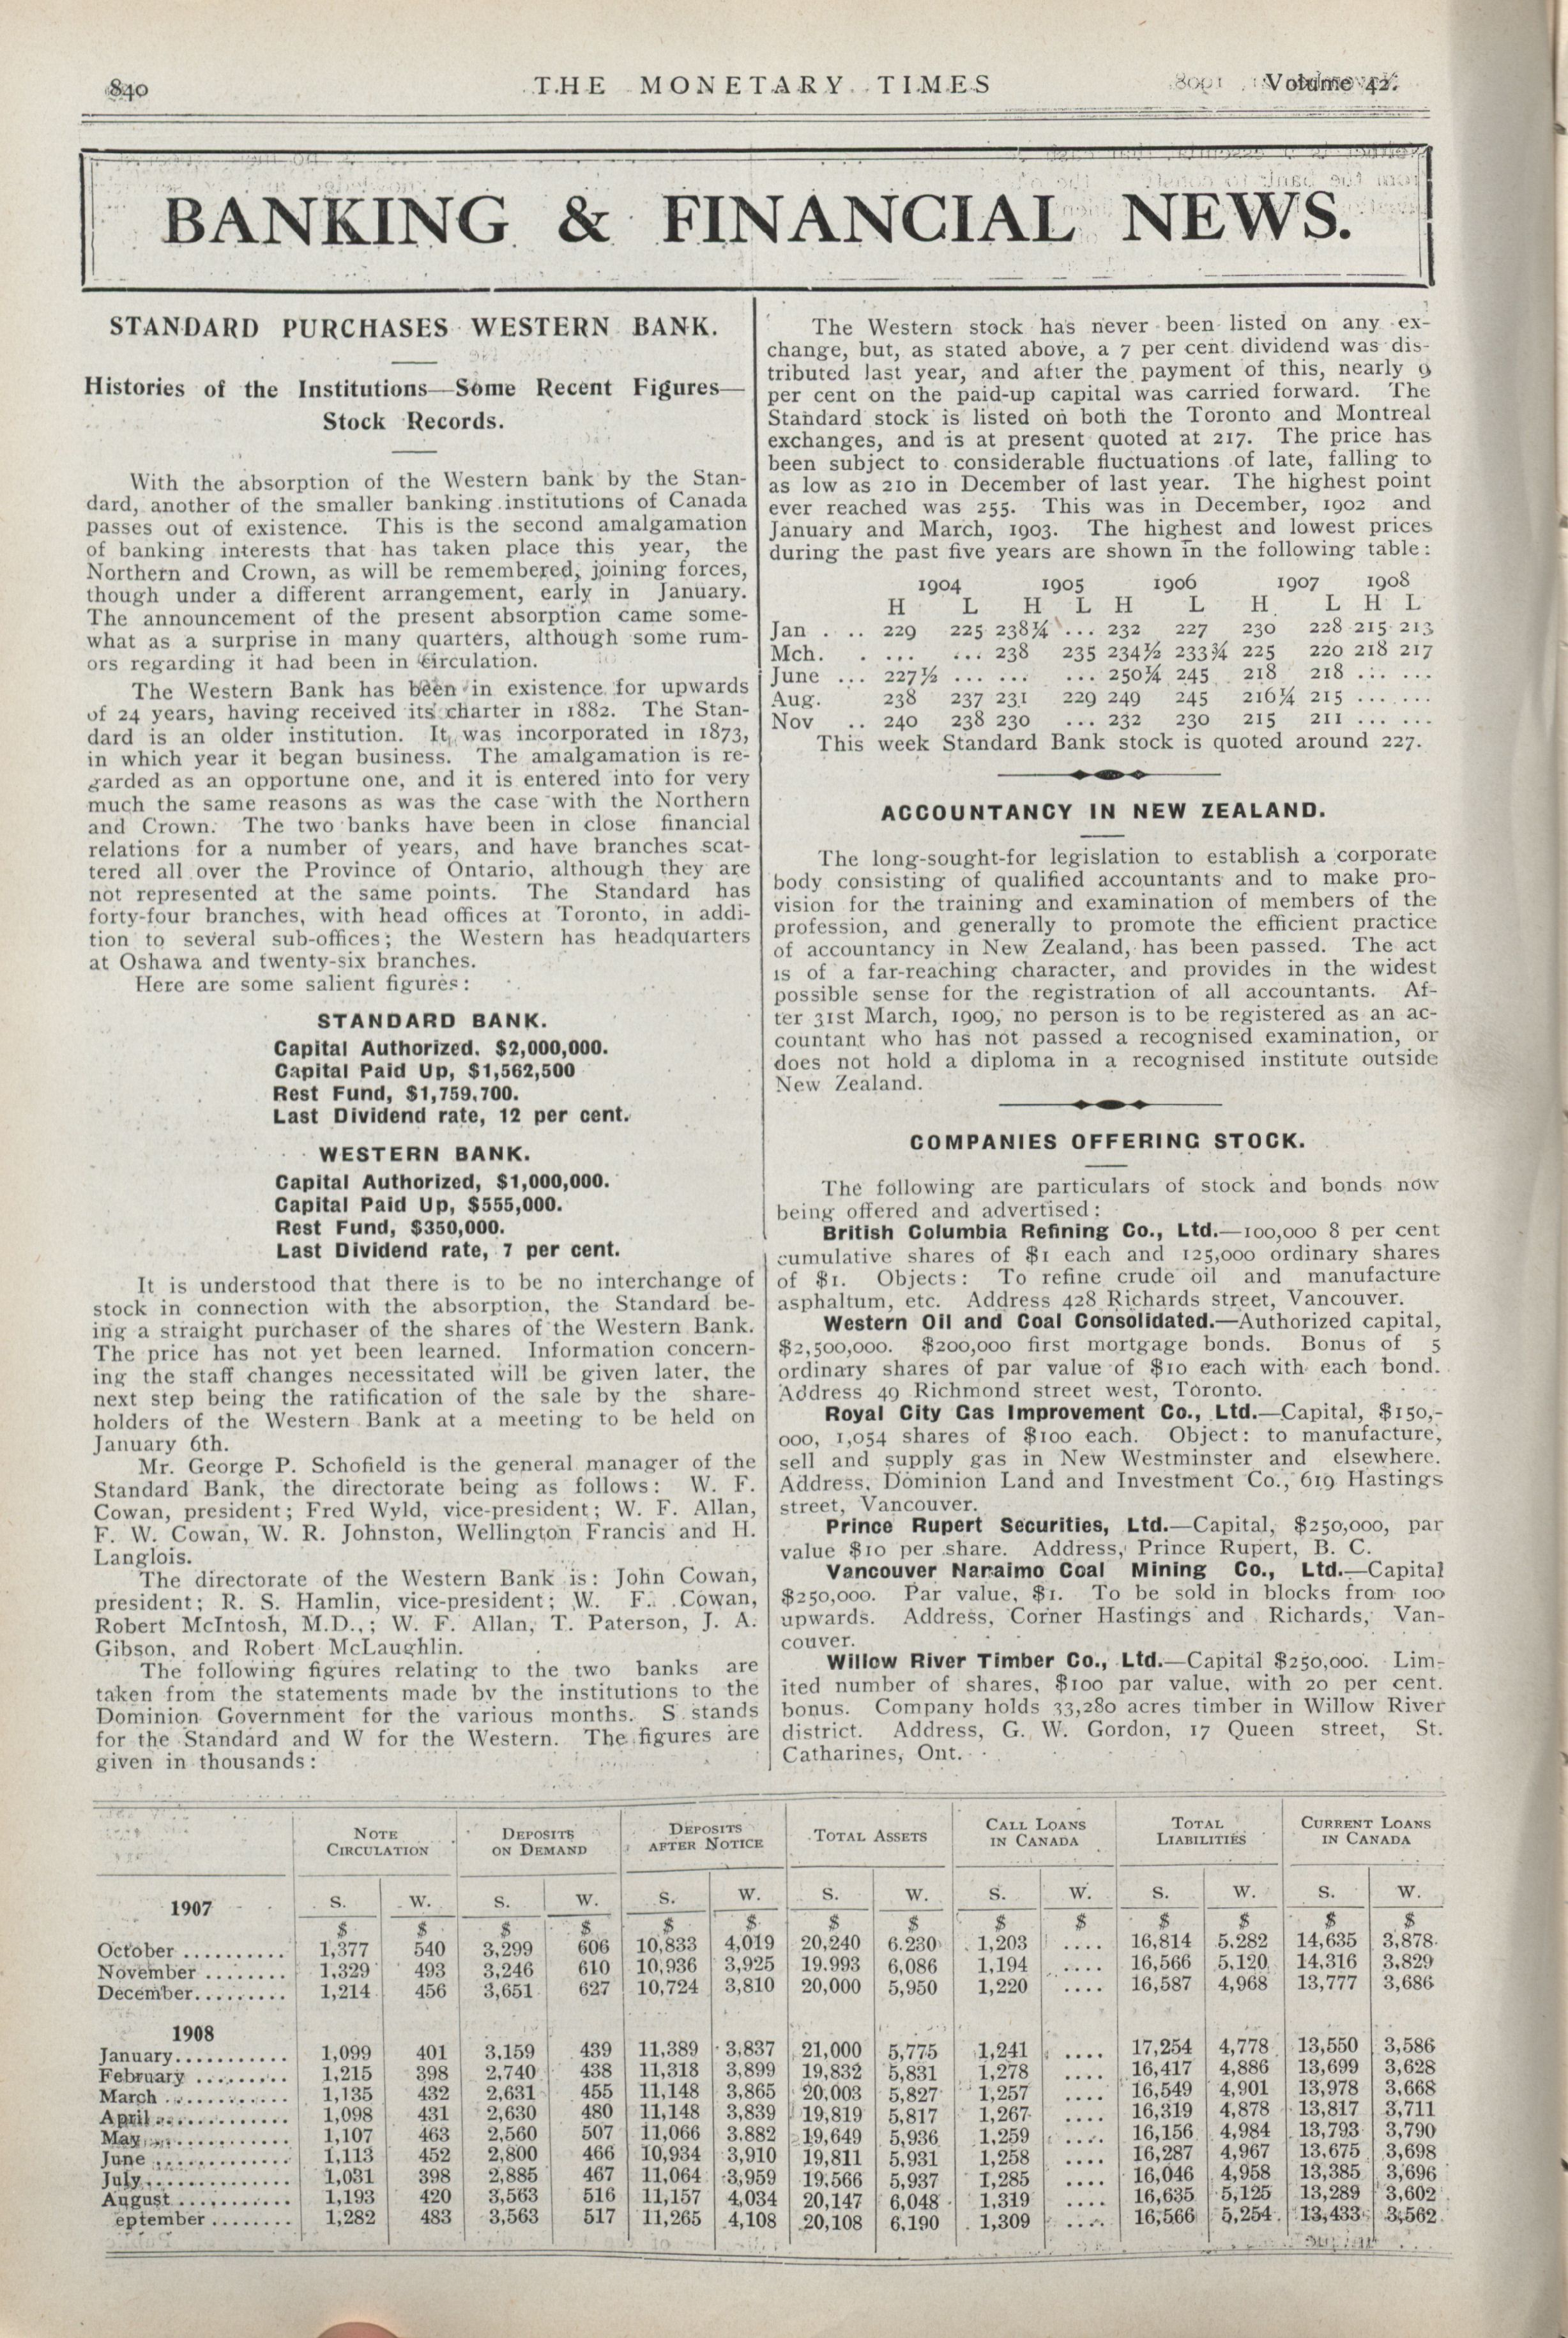 840
THE MONETARY TIMES
Volume 42.
BANKING & FINANCIAL NEWS.
STANDARD PURCHASES WESTERN BANK.
Histories of the Institutions—Some Recent Figures—
Stock Records.
With the absorption of the Western bank by the Stan-
dard, another of the smaller banking institutions of Canada
passes out of existence. This is the second amalgamation
of banking interests that has taken place this year, the
Northern and Crown, as will be remembered, joining forces,
though under a different arrangement, early in January.
The announcement of the present absorption came some-
what as a surprise in many quarters, although some rum-
ors regarding it had been in circulation.
The Western Bank has been in existence for upwards
of 24 years, having received its charter in 1882. The Stan-
dard is an older institution. It was incorporated in 1873,
in which year it began business. The amalgamation is re-
garded as an opportune one, and it is entered into for very
much the same reasons as was the case with the Northern
and Crown. The two banks have been in close financial
relations for a number of years, and have branches scat-
tered all over the Province of Ontario, although they are
not represented at the same points. The Standard has
forty-four branches, with head offices at Toronto, in addi-
tion to several sub-offices; the Western has headquarters
at Oshawa and twenty-six branches.
Here are some salient figures:
STANDARD BANK.
Capital Authorized. $2,000,000.
Capital Paid Up, $1,562,500
Rest Fund, $1,759,700.
Last Dividend rate, 12 per cent.
WESTERN BANK.
Capital Authorized, $1,000,000.
Capital Paid Up, $555,000.
Rest Fund, $350,000.
Last Dividend rate, 7 per cent.
It is understood that there is to be no interchange of
stock in connection with the absorption, the Standard be-
ing a straight purchaser of the shares of the Western Bank.
The price has not yet been learned. Information concern-
ing the staff changes necessitated will be given later, the
next step being the ratification of the sale by the share-
holders of the Western Bank at a meeting to be held on
January 6th.
Mr. George P. Schofield is the general manager of the
Standard Bank, the directorate being as follows: W. F.
Cowan, president; Fred Wyld, vice-president; W. F. Allan,
F. W. Cowan, W. R. Johnston, Wellington Francis and H.
Langlois.
The directorate of the Western Bank is: John Cowan,
president; R. S. Hamlin, vice-president; W. F. Cowan,
Robert McIntosh, M.D.,; W. F. Allan, T. Paterson, J. A.
Gibson, and Robert McLaughlin.
The following figures relating to the two banks are
taken from the statements made by the institutions to the
Dominion Government for the various months. S stands
for the Standard and W for the Western. The figures are
given in thousands:
The Western stock has never been listed on any ex-
change, but, as stated above, a 7 per cent dividend was dis-
tributed last year, and after the payment of this, nearly 9
per cent on the paid-up capital was carried forward. The
Standard stock is listed on both the Toronto and Montreal
exchanges, and is at present quoted at 217. The price has
been subject to considerable fluctuations of late, falling to
as low as 210 in December of last year. The highest point
ever reached was 255. This was in December, 1902 and
January and March, 1903. The highest and lowest prices
during the past five years are shown in the following table:
1904 1905 1906 1907 1908
H L H L H L H L H L
Jan . .. 229 225 238¼ ... 232 227 230 228 215 213
Mch. . ... ... 238 235 234½ 233¾ 225 220 218 217
June ... 227½ ... ... ... 250¼ 245 218 218 ... ...
Aug. 238 237 231 229 249 245 216¼ 215 ... ...
Nov .. 240 238 230 ... 232 230 215 211 ... ...
This week Standard Bank stock is quoted around 227.
ACCOUNTANCY IN NEW ZEALAND.
The long-sought-for legislation to establish a corporate
body consisting of qualified accountants and to make pro-
vision for the training and examination of members of the
profession, and generally to promote the efficient practice
of accountancy in New Zealand, has been passed. The act
is of a far-reaching character, and provides in the widest
possible sense for the registration of all accountants. Af-
ter 31st March, 1909, no person is to be registered as an ac-
countant who has not passed a recognised examination, or
does not hold a diploma in a recognised institute outside
New Zealand.
COMPANIES OFFERING STOCK.
The following are particulars of stock and bonds now
being offered and advertised:
British Columbia Refining Co., Ltd.—100,000 8 per cent
cumulative shares of $1 each and 125,000 ordinary shares
of $1. Objects: To refine crude oil and manufacture
asphaltum, etc. Address 428 Richards street, Vancouver.
Western Oil and Coal Consolidated.—Authorized capital,
$2,500,000. $200,000 first mortgage bonds. Bonus of 5
ordinary shares of par value of $10 each with each bond.
Address 49 Richmond street west, Toronto.
Royal City Gas Improvement Co., Ltd.—Capital, $150,-
000, 1,054 shares of $100 each. Object: to manufacture,
sell and supply gas in New Westminster and elsewhere.
Address, Dominion Land and Investment Co., 619 Hastings
street, Vancouver.
Prince Rupert Securities, Ltd.—Capital, $250,000, par
value $10 per share. Address, Prince Rupert, B. C.
Vancouver Naraimo Coal Mining Co., Ltd.—Capital
$250,000. Par value, $1. To be sold in blocks from 100
upwards. Address, Corner Hastings and Richards, Van-
couver.
Willow River Timber Co., Ltd.—Capital $250,000. Lim-
ited number of shares, $100 par value, with 20 per cent.
bonus. Company holds 33,280 acres timber in Willow River
district. Address, G. W. Gordon, 17 Queen street, St.
Catharines, Ont.
NOTE CIRCULATION DEPOSITS ON DEMAND DEPOSITS AFTER NOTICE TOTAL ASSETS CALL LOANS IN CANADA TOTAL LIABILITIES CURRENT LOANS IN CANADA
1907 S. W. S. W. S. W. S. W. S. W. S. W. S. W.
$ $ $ $ $ $ $ $ $ $ $ $ $ $
October .......... 1,377 540 3,299 606 10,833 4,019 20,240 6.230 1,203 .... 16,814 5.282 14,635 3,878
November ........ 1,329 493 3,246 610 10,936 3,925 19.993 6,086 1,194 .... 16,566 5,120 14,316 3,829
December......... 1,214 456 3,651 627 10,724 3,810 20,000 5,950 1,220 .... 16,587 4,968 13,777 3,686
1908
January........... 1,099 401 3,159 439 11,389 3,837 21,000 5,775 1,241 .... 17,254 4,778 13,550 3,586
February ......... 1,215 398 2,740 438 11,318 3,899 19,832 5,831 1,278 .... 16,417 4,886 13,699 3,628
March ............ 1,135 432 2,631 455 11,148 3,865 20,003 5,827 1,257 .... 16,549 4,901 13,978 3,668
April ............. 1,098 431 2,630 480 11,148 3,839 19,819 5,817 1,267 .... 16,319 4,878 13,817 3,711
May .............. 1,107 463 2,560 507 11,066 3.882 19,649 5,936 1,259 .... 16,156 4,984 13,793 3,790
June ............. 1,113 452 2,800 466 10,934 3,910 19,811 5.931 1,258 .... 16,287 4,967 13.675 3,698
July.............. 1,031 398 2,885 467 11,064 3,959 19.566 5,937 1,285 .... 16,046 4,958 13,385 3,696
August ........... 1,193 420 3,563 516 11,157 4,034 20,147 6,048 1,319 .... 16,635 5,125 13,289 3,602
eptember ........ 1,282 483 3,563 517 11,265 4,108 20,108 6,190 1,309 .... 16,566 5,254 13,433 3,562